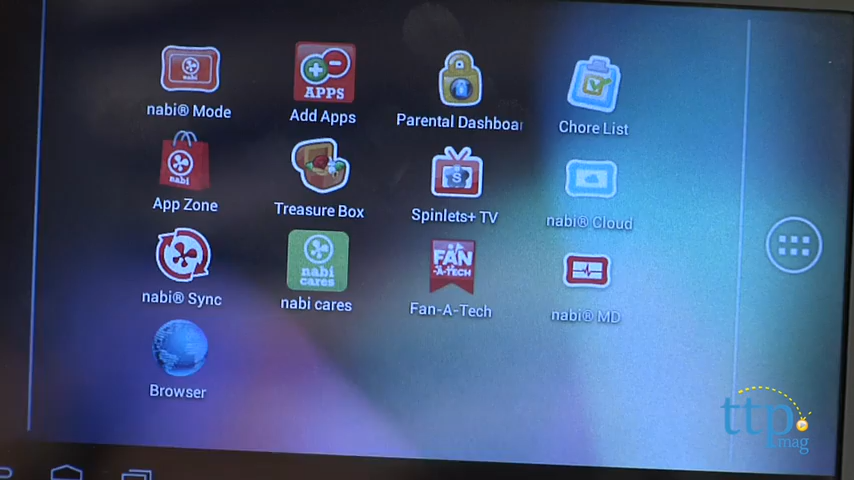 nabi
nabi® Mode
APPS
Add Apps
Parental Dashboar
Chore List
nabi
App Zone
Treasure Box
S
Spinlets+ TV
nabi® Cloud
nabi® Sync
nabi
cares
nabi cares
FAN
-A-TECH
Fan-A-Tech
nabi® MD
Browser
ttp
mag